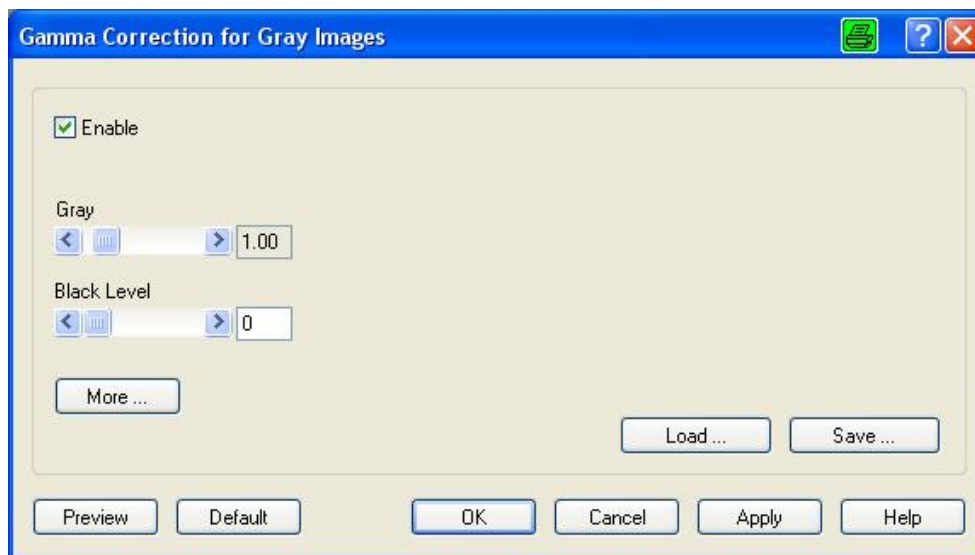 Gamma Correction for Gray Images
Enable
Gray
1.00
Black Level
0
More ...
Load ... Save ...
Preview Default OK Cancel Apply Help